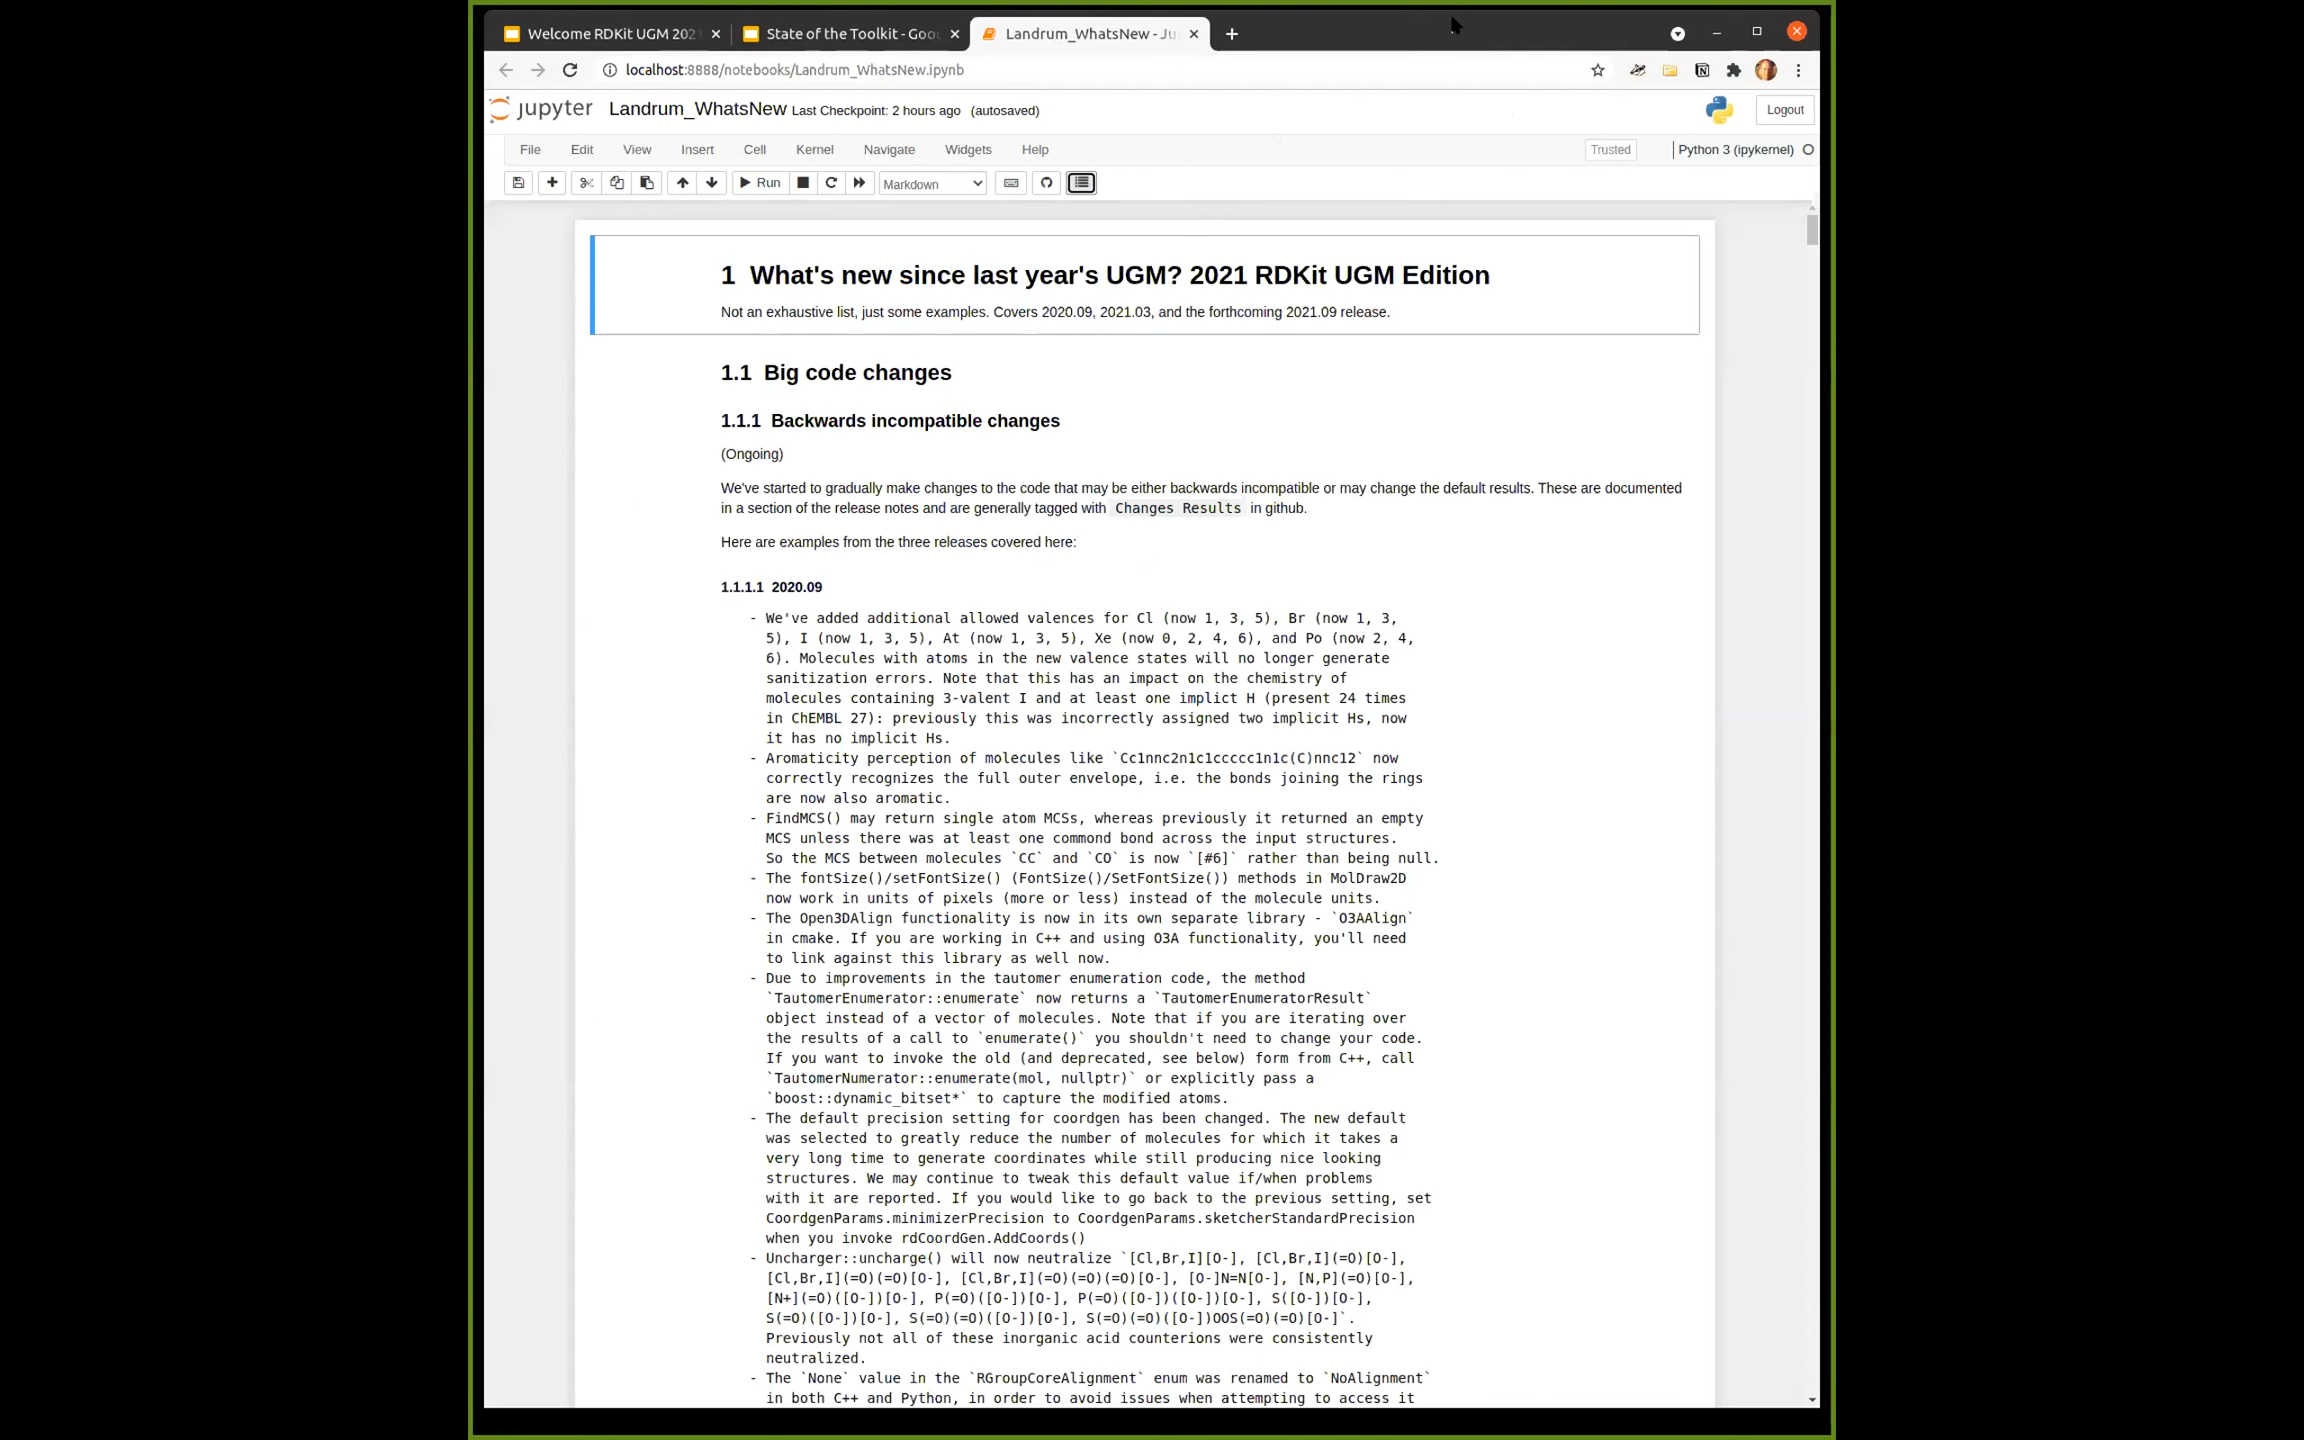 Welcome RDKit UGM 202
State of the Toolkit - Goo
Landrum_WhatsNew - Ju
localhost:8888/notebooks/Landrum_WhatsNew.ipynb
jupyter Landrum_WhatsNew Last Checkpoint: 2 hours ago (autosaved)
Logout
File Edit View Insert Cell Kernel Navigate Widgets Help
Trusted
Python 3 (ipykernel)
Run
Markdown
1 What's new since last year's UGM? 2021 RDKit UGM Edition
Not an exhaustive list, just some examples. Covers 2020.09, 2021.03, and the forthcoming 2021.09 release.
1.1 Big code changes
1.1.1 Backwards incompatible changes
(Ongoing)
We've started to gradually make changes to the code that may be either backwards incompatible or may change the default results. These are documented
in a section of the release notes and are generally tagged with Changes Results in github.
Here are examples from the three releases covered here:
1.1.1.1 2020.09
- We've added additional allowed valences for Cl (now 1, 3, 5), Br (now 1, 3,
5), I (now 1, 3, 5), At (now 1, 3, 5), Xe (now 0, 2, 4, 6), and Po (now 2, 4,
6). Molecules with atoms in the new valence states will no longer generate
sanitization errors. Note that this has an impact on the chemistry of
molecules containing 3-valent I and at least one implict H (present 24 times
in ChEMBL 27): previously this was incorrectly assigned two implicit Hs, now
it has no implicit Hs.
- Aromaticity perception of molecules like `Cc1nnc2n1c1ccccc1n1c(C)nnc12` now
correctly recognizes the full outer envelope, i.e. the bonds joining the rings
are now also aromatic.
- FindMCS() may return single atom MCSs, whereas previously it returned an empty
MCS unless there was at least one commond bond across the input structures.
So the MCS between molecules `CC` and `CO` is now `[#6]` rather than being null.
- The fontSize()/setFontSize() (FontSize()/SetFontSize()) methods in MolDraw2D
now work in units of pixels (more or less) instead of the molecule units.
- The Open3DAlign functionality is now in its own separate library - `O3AAlign`
in cmake. If you are working in C++ and using O3A functionality, you'll need
to link against this library as well now.
- Due to improvements in the tautomer enumeration code, the method
`TautomerEnumerator::enumerate` now returns a `TautomerEnumeratorResult`
object instead of a vector of molecules. Note that if you are iterating over
the results of a call to `enumerate()` you shouldn't need to change your code.
If you want to invoke the old (and deprecated, see below) form from C++, call
`TautomerNumerator::enumerate(mol, nullptr)` or explicitly pass a
`boost::dynamic_bitset*` to capture the modified atoms.
- The default precision setting for coordgen has been changed. The new default
was selected to greatly reduce the number of molecules for which it takes a
very long time to generate coordinates while still producing nice looking
structures. We may continue to tweak this default value if/when problems
with it are reported. If you would like to go back to the previous setting, set
CoordgenParams.minimizerPrecision to CoordgenParams.sketcherStandardPrecision
when you invoke rdCoordGen.AddCoords()
- Uncharger::uncharge() will now neutralize `[Cl,Br,I][O-], [Cl,Br,I](=O)[O-],
[Cl,Br,I](=O)(=O)[O-], [Cl,Br,I](=O)(=O)(=O)[O-], [O-]N=N[O-], [N,P](=O)[O-],
[N+](=O)([O-])[O-], P(=O)([O-])[O-], P(=O)([O-])([O-])[O-], S([O-])[O-],
S(=O)([O-])[O-], S(=O)(=O)([O-])[O-], S(=O)(=O)([O-])OOS(=O)(=O)[O-]`.
Previously not all of these inorganic acid counterions were consistently
neutralized.
- The `None` value in the `RGroupCoreAlignment` enum was renamed to `NoAlignment`
in both C++ and Python, in order to avoid issues when attempting to access it